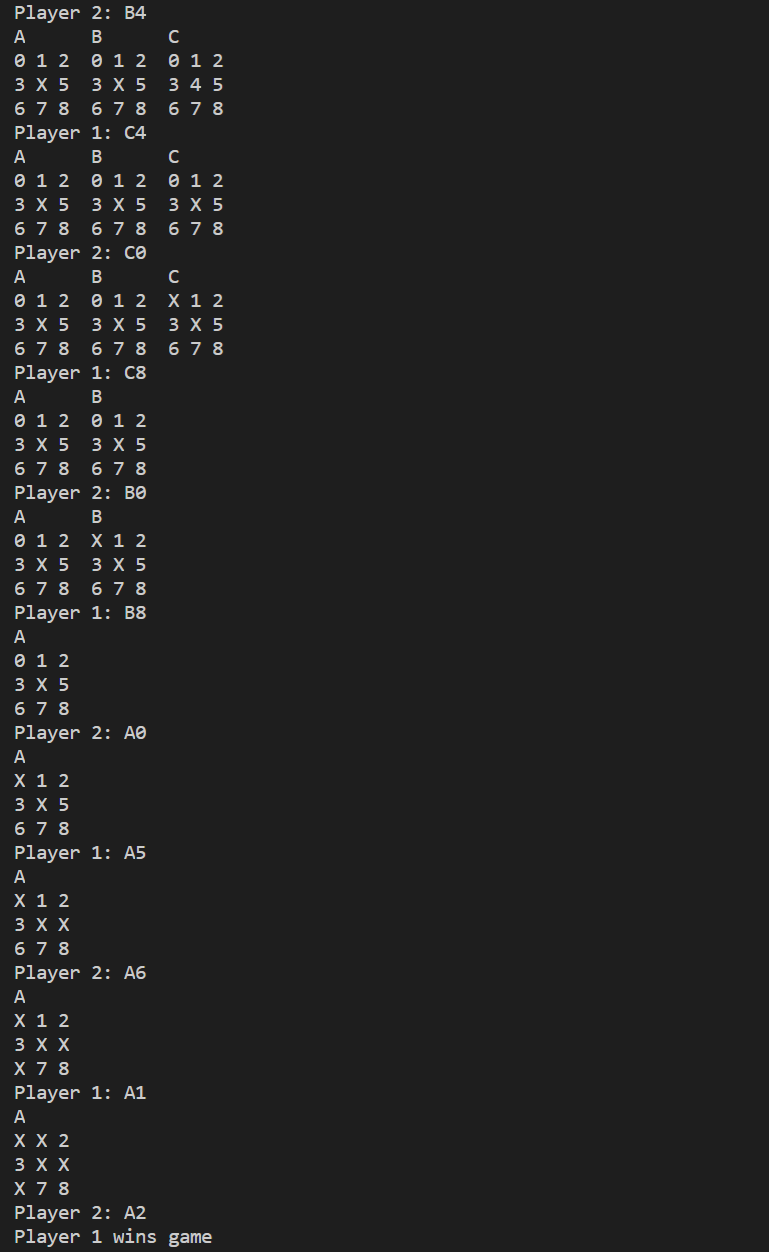 Player 2: B4
A      B      C
0 1 2  0 1 2  0 1 2
3 X 5  3 X 5  3 4 5
6 7 8  6 7 8  6 7 8
Player 1: C4
A      B      C
0 1 2  0 1 2  0 1 2
3 X 5  3 X 5  3 X 5
6 7 8  6 7 8  6 7 8
Player 2: C0
A      B      C
0 1 2  0 1 2  X 1 2
3 X 5  3 X 5  3 X 5
6 7 8  6 7 8  6 7 8
Player 1: C8
A      B
0 1 2  0 1 2
3 X 5  3 X 5
6 7 8  6 7 8
Player 2: B0
A      B
0 1 2  X 1 2
3 X 5  3 X 5
6 7 8  6 7 8
Player 1: B8
A
0 1 2
3 X 5
6 7 8
Player 2: A0
A
X 1 2
3 X 5
6 7 8
Player 1: A5
A
X 1 2
3 X X
6 7 8
Player 2: A6
A
X 1 2
3 X X
X 7 8
Player 1: A1
A
X X 2
3 X X
X 7 8
Player 2: A2
Player 1 wins game